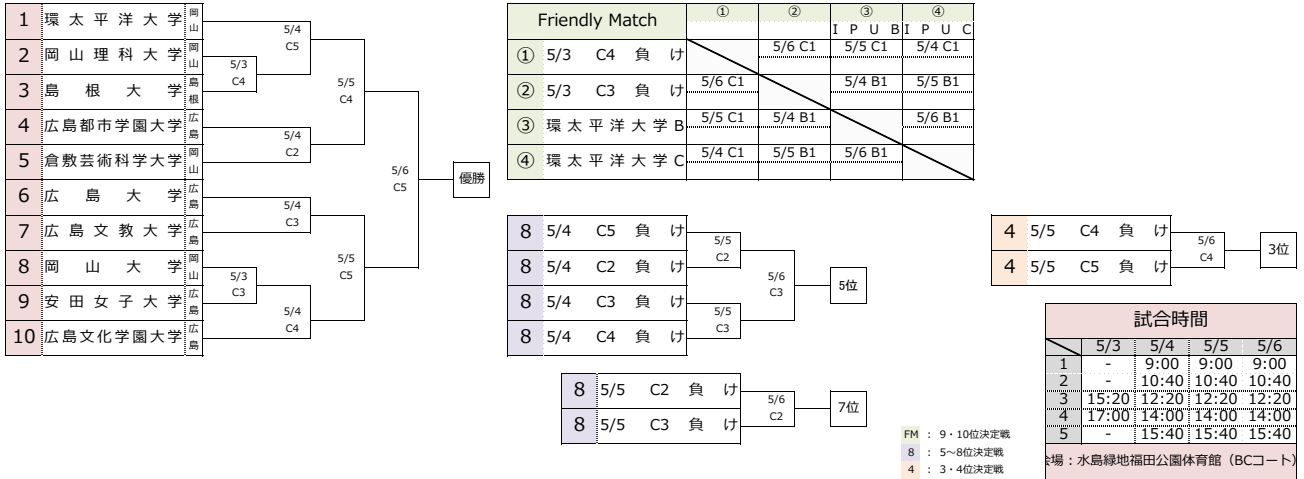 1 環太平洋大学 岡山
2 岡山理科大学 岡山
3 島根大学 島根
4 広島都市学園大学 広島
5 倉敷芸術科学大学 岡山
6 広島大学 広島
7 広島文教大学 広島
8 岡山大学 岡山
9 安田女子大学 広島
10 広島文化学園大学 広島
5/4 C5
5/3 C4
5/4 C2
5/4 C3
5/3 C3
5/4 C4
5/5 C4
5/5 C5
5/6 C5
優勝
Friendly Match ① ② ③ ④
IPUB IPUC
① 5/3 C4 負け 5/6 C1 5/5 C1 5/4 C1
② 5/3 C3 負け 5/6 C1 5/4 B1 5/5 B1
③ 環太平洋大学B 5/5 C1 5/4 B1 5/6 B1
④ 環太平洋大学C 5/4 C1 5/5 B1 5/6 B1
8 5/4 C5 負け
8 5/4 C2 負け
8 5/4 C3 負け
8 5/4 C4 負け
5/5 C2
5/5 C3
5/6 C3
5位
8 5/5 C2 負け
8 5/5 C3 負け
5/6 C2
7位
4 5/5 C4 負け
4 5/5 C5 負け
5/6 C4
3位
FM : 9・10位決定戦
8 : 5~8位決定戦
4 : 3・4位決定戦
試合時間
5/3 5/4 5/5 5/6
1 - 9:00 9:00 9:00
2 - 10:40 10:40 10:40
3 15:20 12:20 12:20 12:20
4 17:00 14:00 14:00 14:00
5 - 15:40 15:40 15:40
会場：水島緑地福田公園体育館（BCコート）